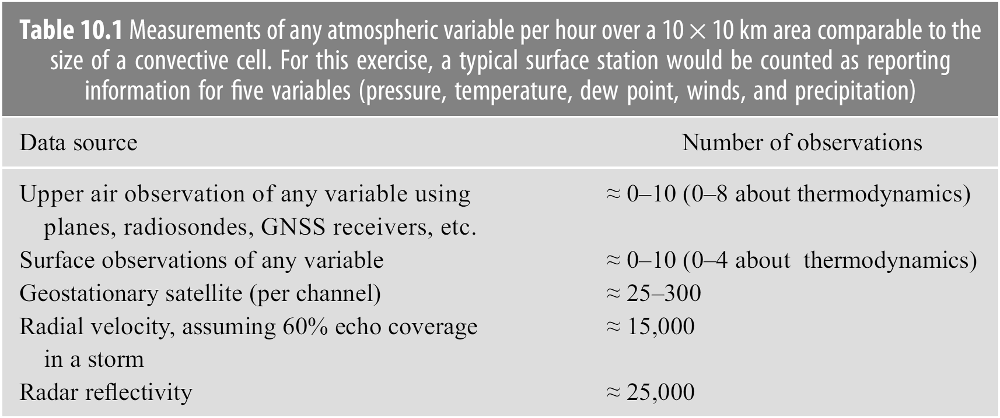 Table 10.1 Measurements of any atmospheric variable per hour over a 10 × 10 km area comparable to the
size of a convective cell. For this exercise, a typical surface station would be counted as reporting
information for five variables (pressure, temperature, dew point, winds, and precipitation)
Data source Number of observations
Upper air observation of any variable using ≈ 0–10 (0–8 about thermodynamics)
planes, radiosondes, GNSS receivers, etc.
Surface observations of any variable ≈ 0–10 (0–4 about thermodynamics)
Geostationary satellite (per channel) ≈ 25–300
Radial velocity, assuming 60% echo coverage ≈ 15,000
in a storm
Radar reflectivity ≈ 25,000